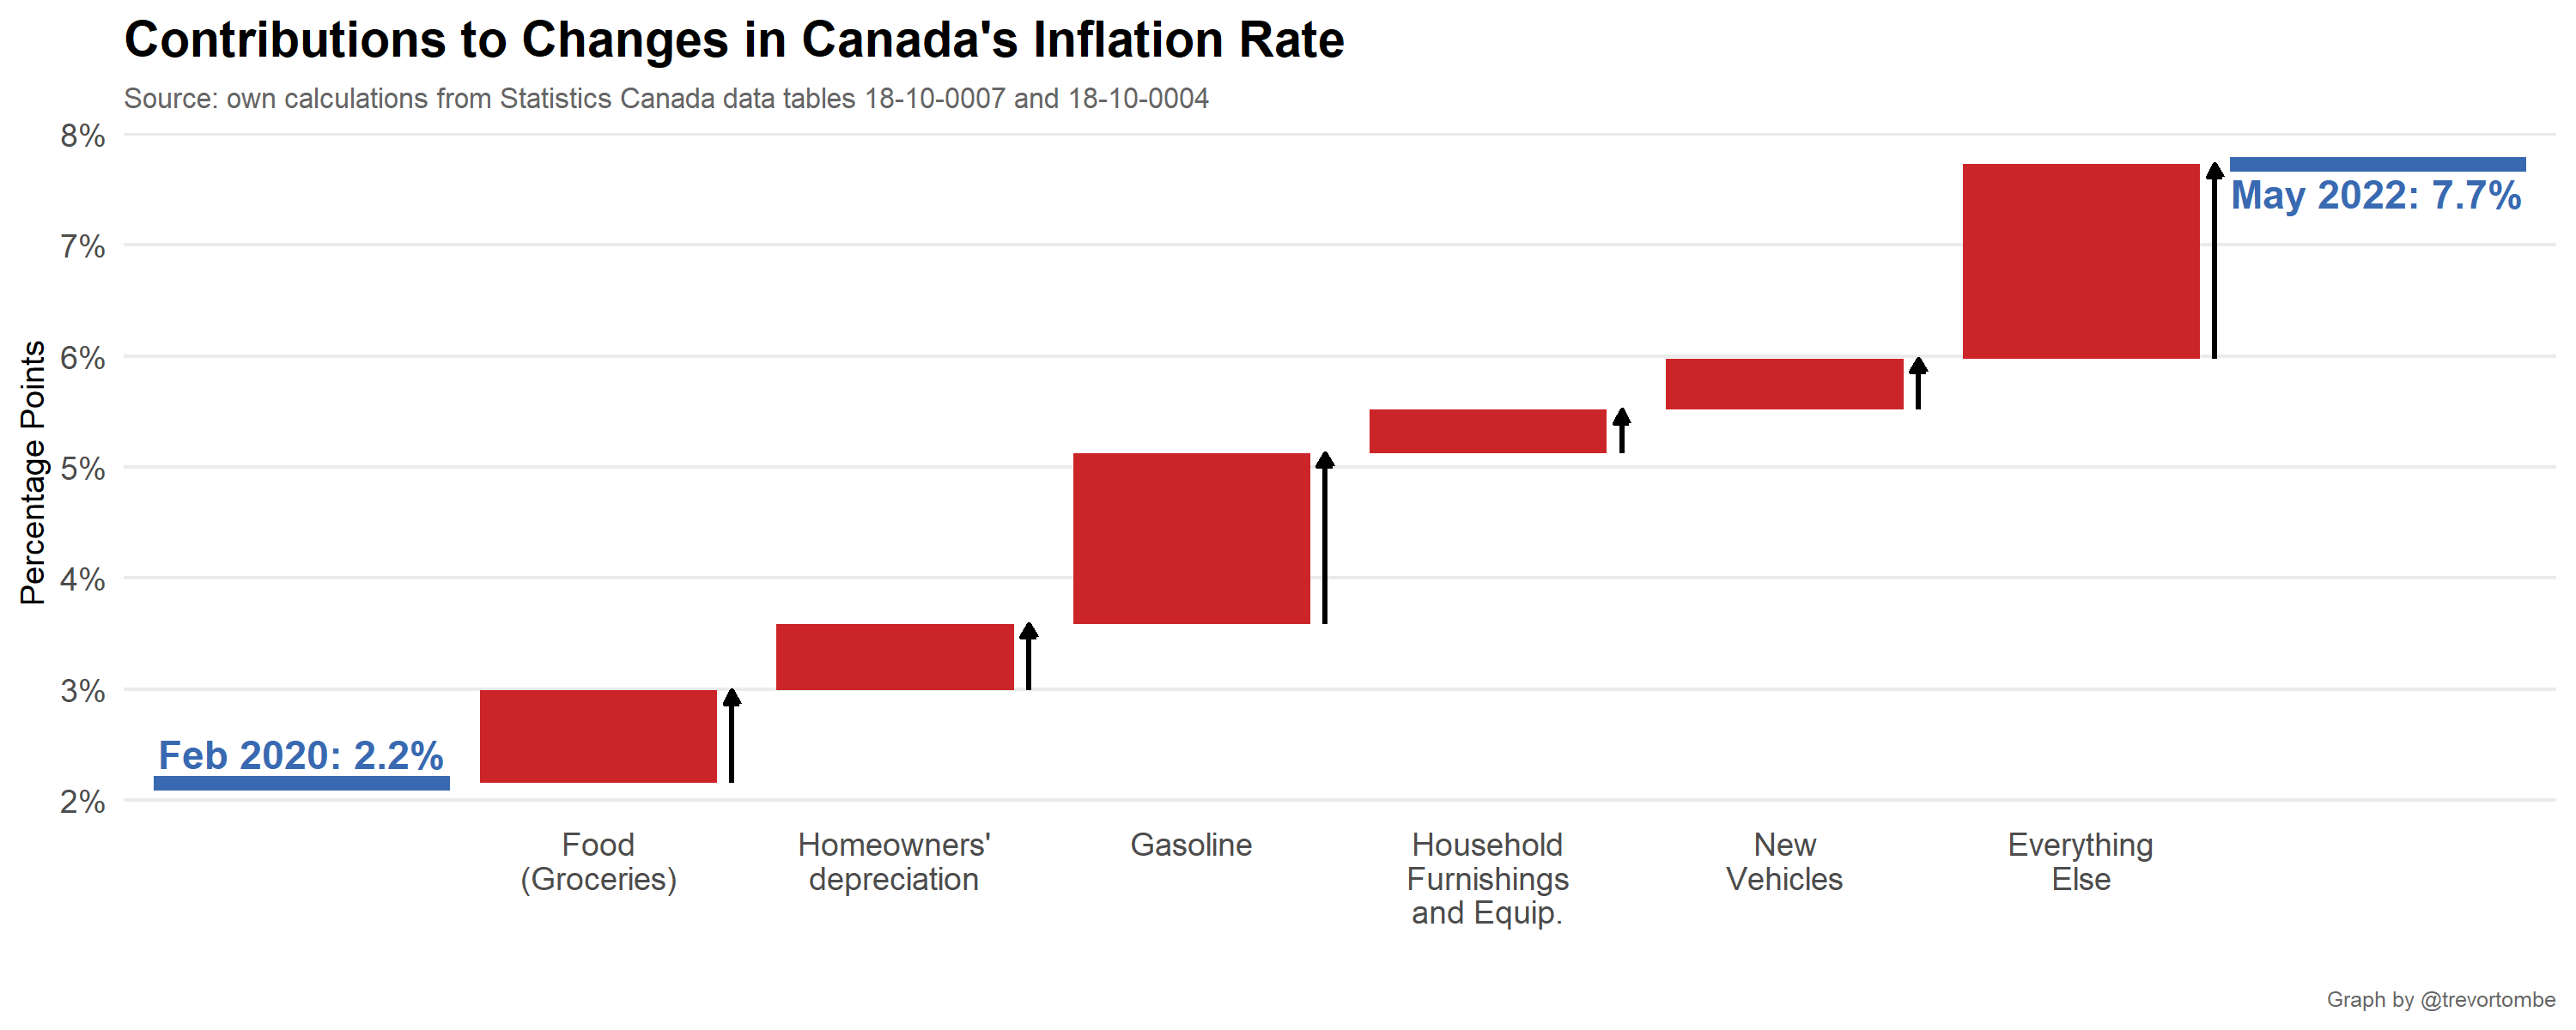 Contributions to Changes in Canada's Inflation Rate
Source: own calculations from Statistics Canada data tables 18-10-0007 and 18-10-0004
Percentage Points
8%
7%
6%
5%
4%
3%
2%
May 2022: 7.7%
Feb 2020: 2.2%
Food
(Groceries)
Homeowners'
depreciation
Gasoline
Household
Furnishings
and Equip.
New
Vehicles
Everything
Else
Graph by @trevortombe